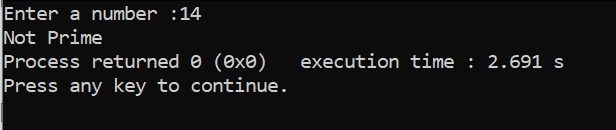 Enter a number :14
Not Prime
Process returned 0 (0x0)   execution time : 2.691 s
Press any key to continue.